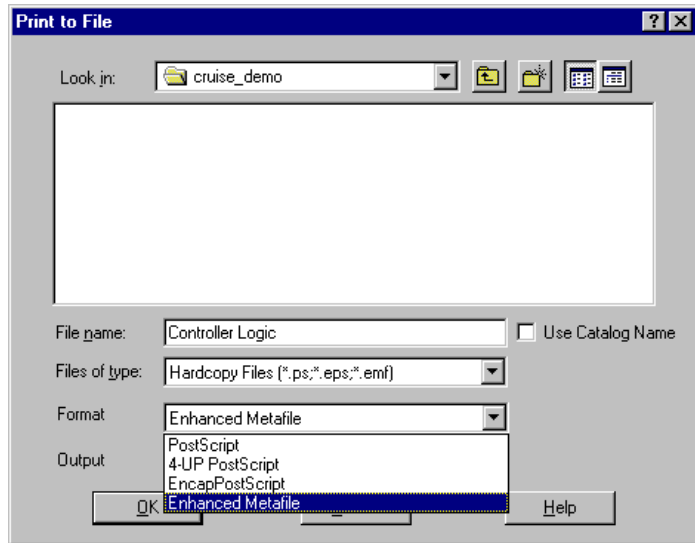 Print to File
Look in: cruise_demo
File name: Controller Logic Use Catalog Name
Files of type: Hardcopy Files (*.ps;*.eps;*.emf)
Format Enhanced Metafile
PostScript
Output 4-UP PostScript
EncapPostScript
OK Enhanced Metafile Help